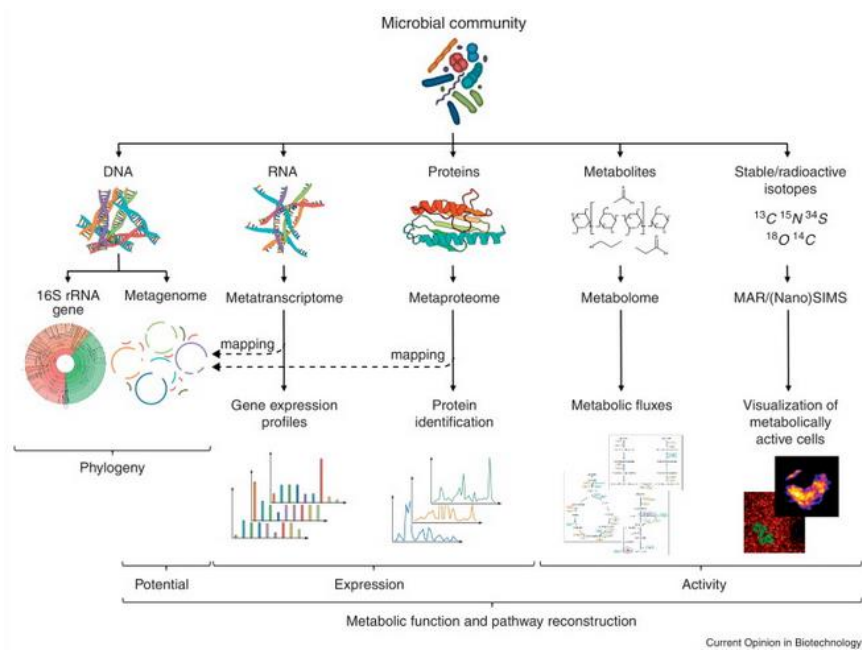 Microbial community
DNA
RNA
Proteins
Metabolites
Stable/radioactive
isotopes
¹³C ¹⁵N ³⁴S
¹⁸O ¹⁴C
16S rRNA
gene
Metagenome
Metatranscriptome
Metaproteome
Metabolome
MAR/(Nano)SIMS
mapping
mapping
Gene expression
profiles
Protein
identification
Metabolic fluxes
Visualization of
metabolically
active cells
Phylogeny
Potential
Expression
Activity
Metabolic function and pathway reconstruction
Current Opinion in Biotechnology